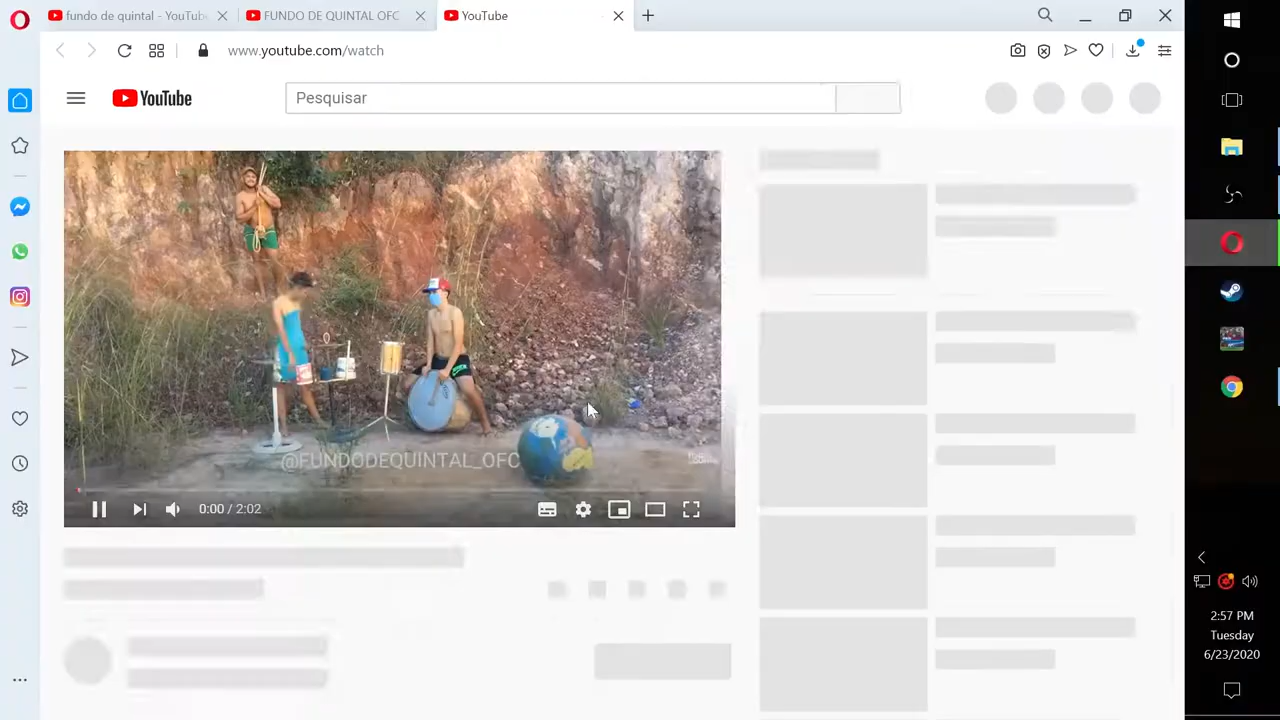 fundo de quintal - YouTube
FUNDO DE QUINTAL OFC
YouTube
www.youtube.com/watch
YouTube
Pesquisar
@FUNDODEQUINTAL_OFC
0:00 / 2:02
2:57 PM
Tuesday
6/23/2020